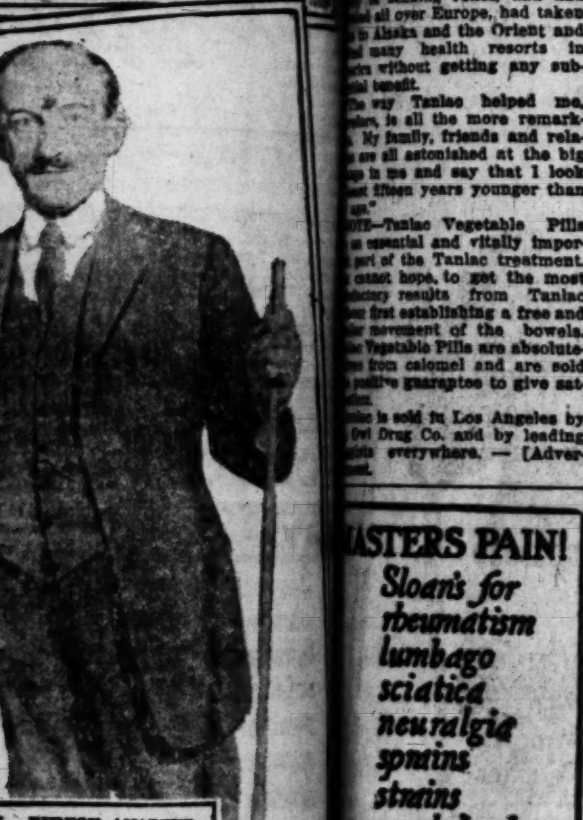 all over Europe, had taken
Alaska and the Orient and
many health resorts in
without getting any sub-
benefit.
way Tanlac helped me
is all the more remark-
My family, friends and rela-
are all astonished at the big
in me and say that I look
fifteen years younger than
—Tanlac Vegetable Pills
essential and vitally impor
part of the Tanlac treatment.
cannot hope, to get the most
results from Tanlac
first establishing a free and
movement of the bowels.
Vegetable Pills are absolute-
from calomel and are sold
positive guarantee to give sat
is sold in Los Angeles by
Owl Drug Co. and by leading
everywhere. — [Adver-
ASTERS PAIN!
Sloan's for
rheumatism
lumbago
sciatica
neuralgia
sprains
strains